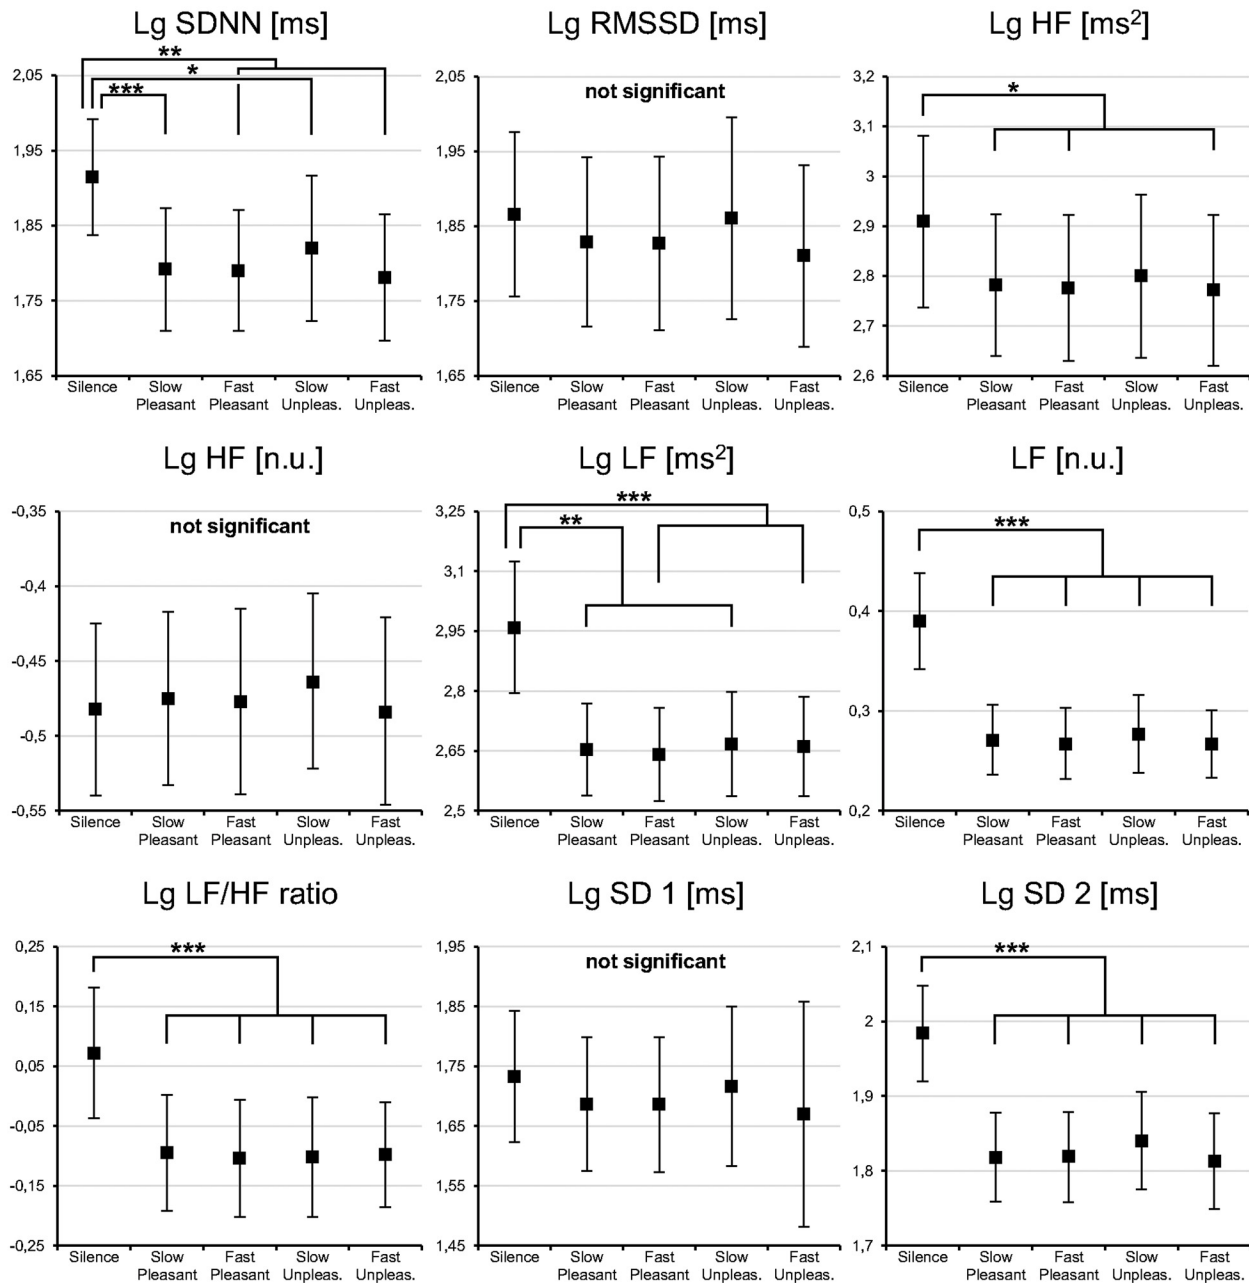 Lg SDNN [ms]
**
*
***
2,05
1,95
1,85
1,75
1,65
Silence
Slow Pleasant
Fast Pleasant
Slow Unpleas.
Fast Unpleas.
Lg RMSSD [ms]
not significant
2,05
1,95
1,85
1,75
1,65
Silence
Slow Pleasant
Fast Pleasant
Slow Unpleas.
Fast Unpleas.
Lg HF [ms²]
*
3,2
3,1
3
2,9
2,8
2,7
2,6
Silence
Slow Pleasant
Fast Pleasant
Slow Unpleas.
Fast Unpleas.
Lg HF [n.u.]
not significant
-0,35
-0,4
-0,45
-0,5
-0,55
Silence
Slow Pleasant
Fast Pleasant
Slow Unpleas.
Fast Unpleas.
Lg LF [ms²]
***
**
3,25
3,1
2,95
2,8
2,65
2,5
Silence
Slow Pleasant
Fast Pleasant
Slow Unpleas.
Fast Unpleas.
LF [n.u.]
***
0,5
0,4
0,3
0,2
Silence
Slow Pleasant
Fast Pleasant
Slow Unpleas.
Fast Unpleas.
Lg LF/HF ratio
***
0,25
0,15
0,05
-0,05
-0,15
-0,25
Silence
Slow Pleasant
Fast Pleasant
Slow Unpleas.
Fast Unpleas.
Lg SD 1 [ms]
not significant
1,95
1,85
1,75
1,65
1,55
1,45
Silence
Slow Pleasant
Fast Pleasant
Slow Unpleas.
Fast Unpleas.
Lg SD 2 [ms]
***
2,1
2
1,9
1,8
1,7
Silence
Slow Pleasant
Fast Pleasant
Slow Unpleas.
Fast Unpleas.